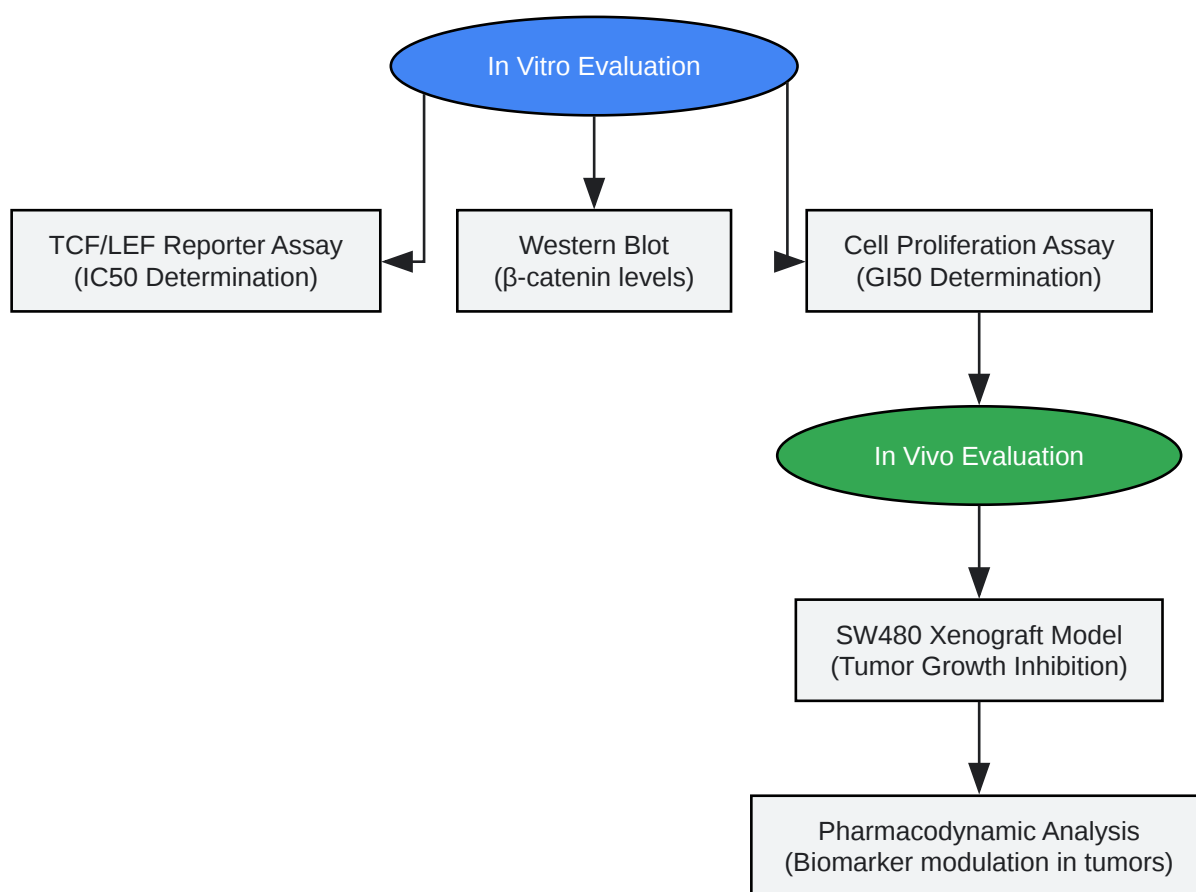 In Vitro Evaluation
TCF/LEF Reporter Assay
(IC50 Determination)
Western Blot
(β-catenin levels)
Cell Proliferation Assay
(GI50 Determination)
In Vivo Evaluation
SW480 Xenograft Model
(Tumor Growth Inhibition)
Pharmacodynamic Analysis
(Biomarker modulation in tumors)